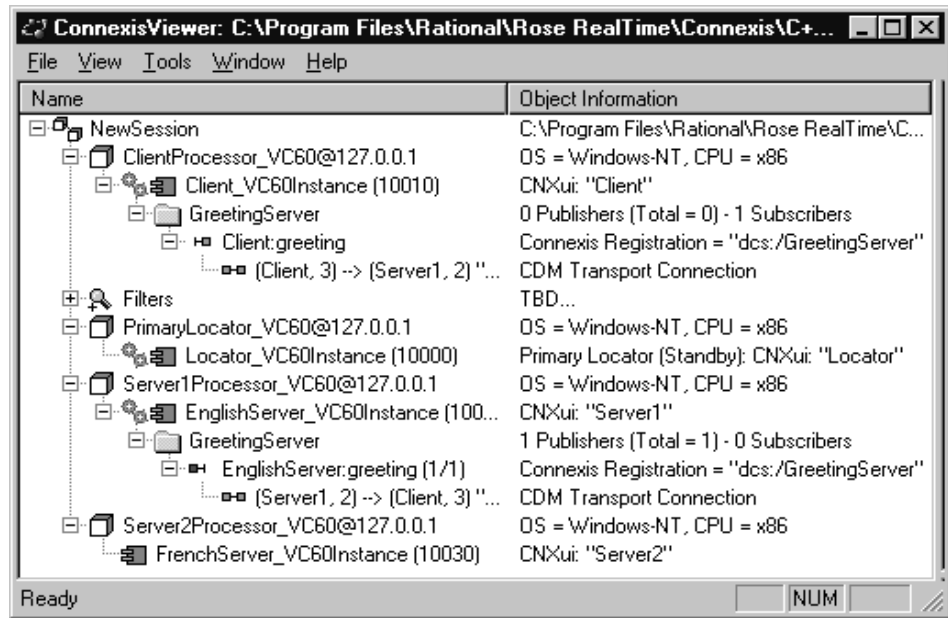 ConnexisViewer: C:\Program Files\Rational\Rose RealTime\Connexis\C+...
File View Tools Window Help
Name Object Information
NewSession C:\Program Files\Rational\Rose RealTime\C...
ClientProcessor_VC60@127.0.0.1 OS = Windows-NT, CPU = x86
Client_VC60Instance (10010) CNXui: "Client"
GreetingServer 0 Publishers (Total = 0) - 1 Subscribers
Client:greeting Connexis Registration = "dcs:/GreetingServer"
(Client, 3) --> (Server1, 2) "... CDM Transport Connection
Filters TBD...
PrimaryLocator_VC60@127.0.0.1 OS = Windows-NT, CPU = x86
Locator_VC60Instance (10000) Primary Locator (Standby): CNXui: "Locator"
Server1Processor_VC60@127.0.0.1 OS = Windows-NT, CPU = x86
EnglishServer_VC60Instance (100... CNXui: "Server1"
GreetingServer 1 Publishers (Total = 1) - 0 Subscribers
EnglishServer:greeting (1/1) Connexis Registration = "dcs:/GreetingServer"
(Server1, 2) --> (Client, 3) "... CDM Transport Connection
Server2Processor_VC60@127.0.0.1 OS = Windows-NT, CPU = x86
FrenchServer_VC60Instance (10030) CNXui: "Server2"
Ready NUM